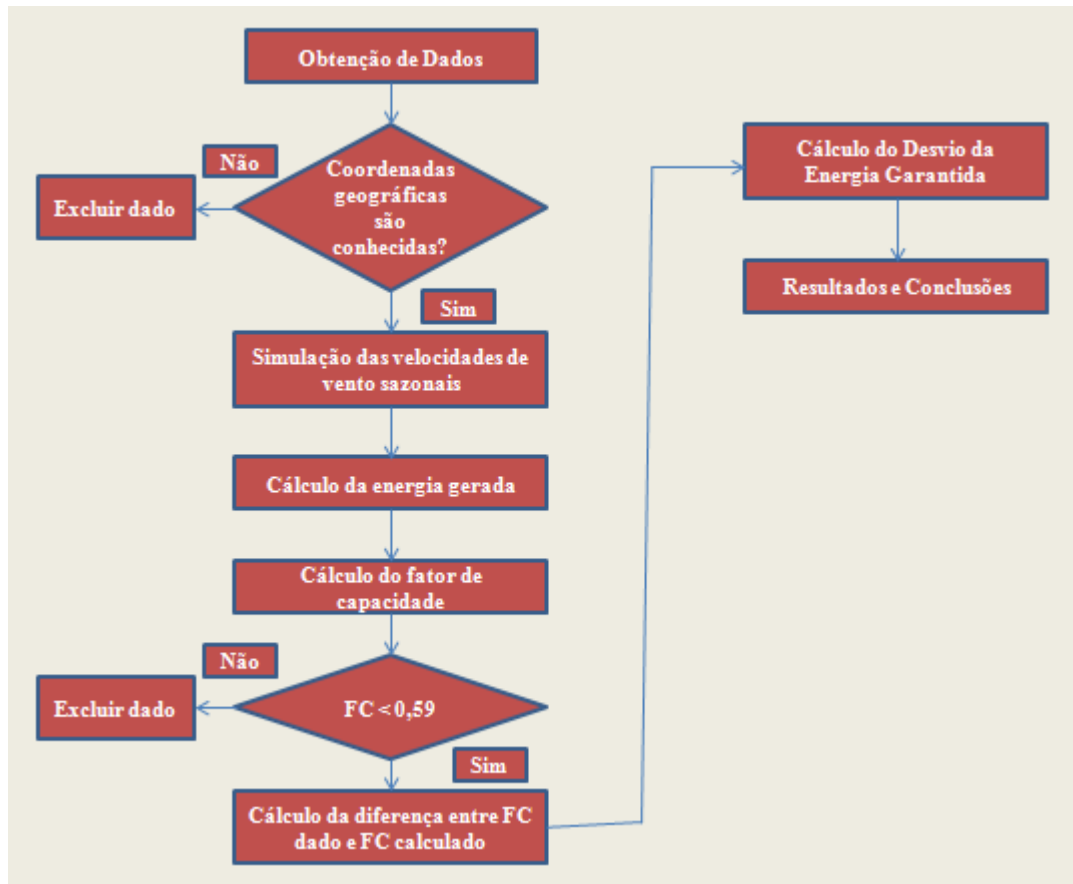 Obtenção de Dados
Não
Coordenadas
geográficas
são
conhecidas?
Excluir dado
Sim
Simulação das velocidades de
vento sazonais
Cálculo da energia gerada
Cálculo do fator de
capacidade
Não
FC < 0,59
Excluir dado
Sim
Cálculo da diferença entre FC
dado e FC calculado
Cálculo do Desvio da
Energia Garantida
Resultados e Conclusões